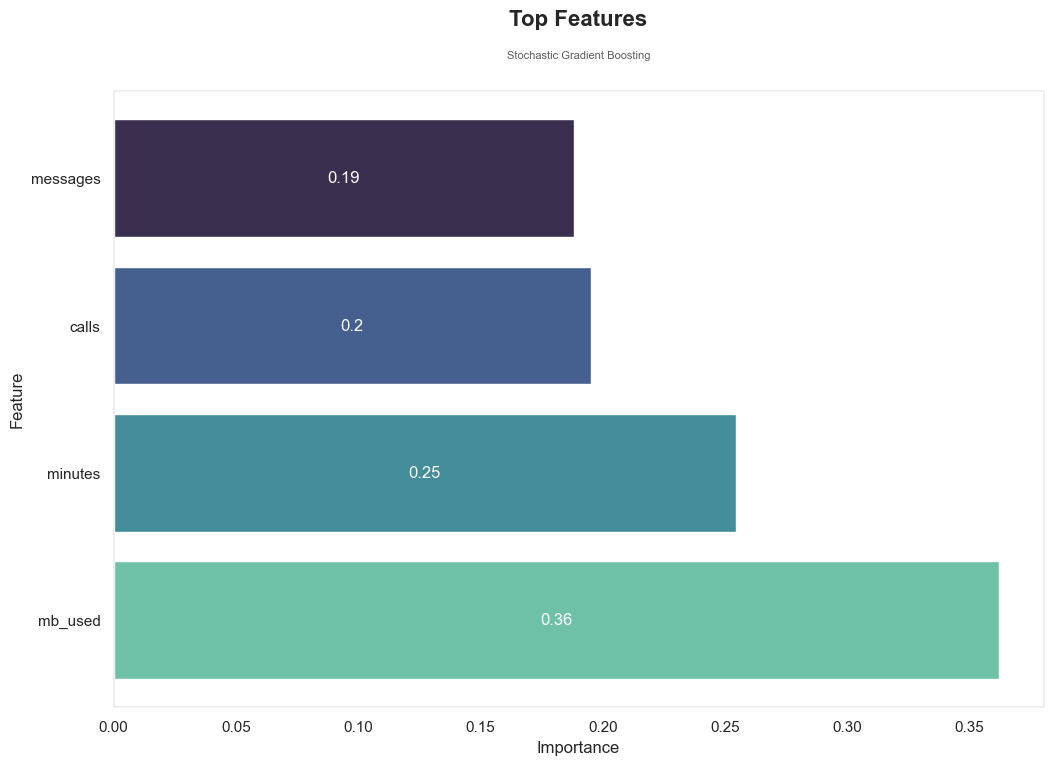 Top Features
Stochastic Gradient Boosting
messages
0.19
calls
0.2
Feature
minutes
0.25
mb_used
0.36
0.00 0.05 0.10 0.15 0.20 0.25 0.30 0.35
Importance